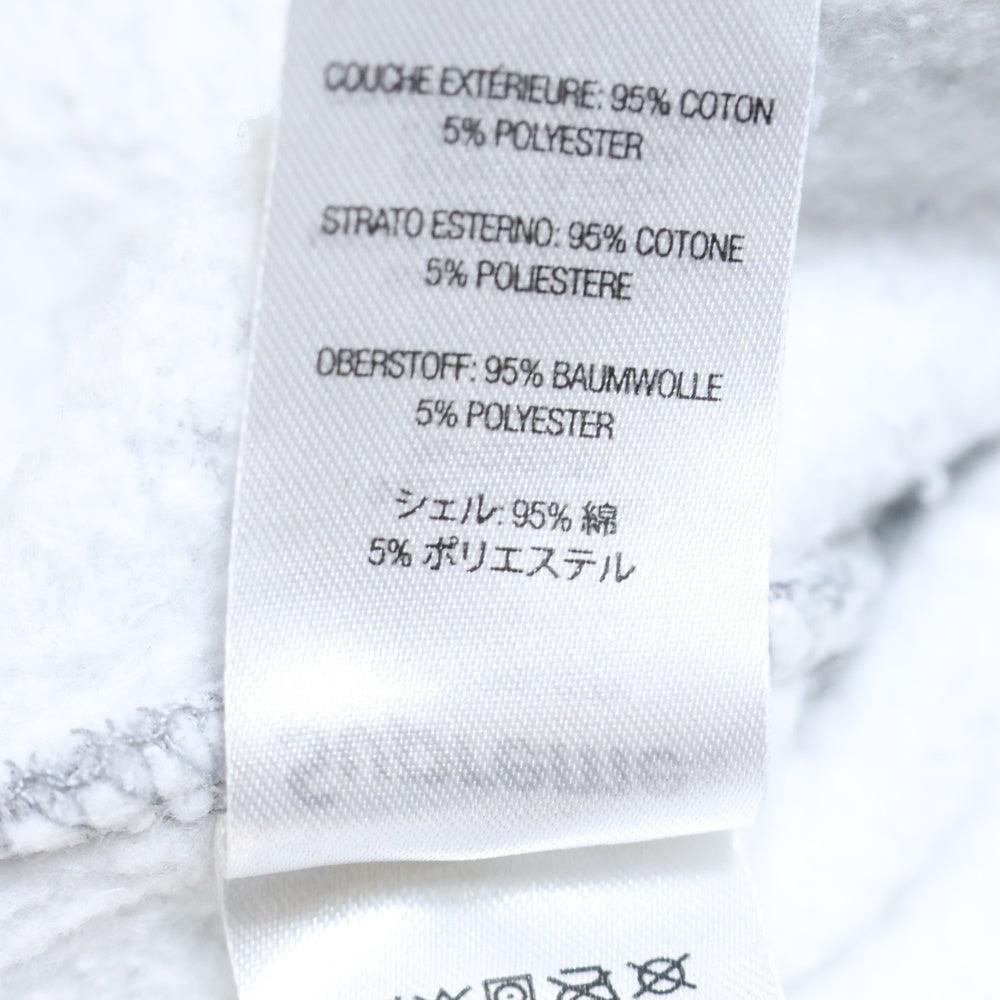 COUCHE EXTÉRIEURE: 95% COTON
5% POLYESTER
STRATO ESTERNO: 95% COTONE
5% POLIESTERE
OBERSTOFF: 95% BAUMWOLLE
5% POLYESTER
シェル: 95% 綿
5% ポリエステル